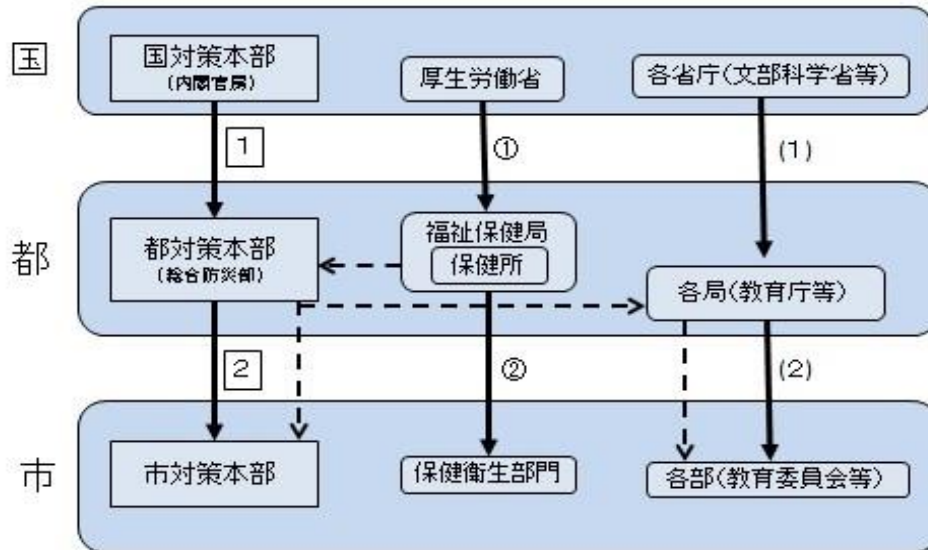 国
国対策本部
(内閣官房)
厚生労働省
各省庁(文部科学省等)
1
①
(1)
都
都対策本部
(総合防災部)
福祉保健局
保健所
各局(教育庁等)
2
②
(2)
市
市対策本部
保健衛生部門
各部(教育委員会等)